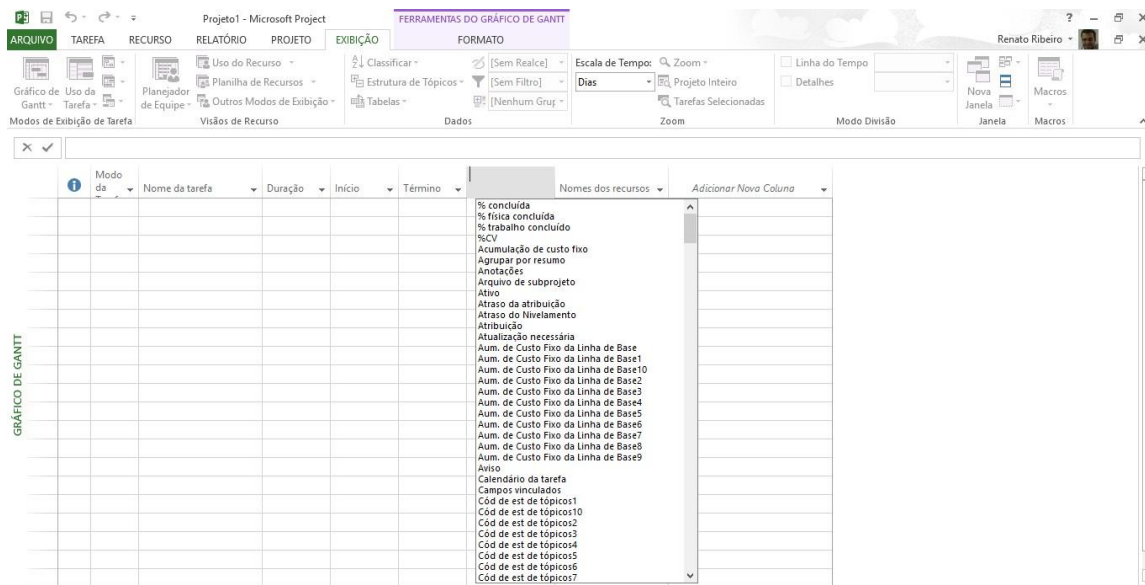 Projeto1 - Microsoft Project
FERRAMENTAS DO GRÁFICO DE GANTT
?
ARQUIVO TAREFA RECURSO RELATÓRIO PROJETO EXIBIÇÃO FORMATO
Renato Ribeiro
Gráfico de Gantt
Uso da Tarefa
Modos de Exibição de Tarefa
Planejador de Equipe
Uso do Recurso
Planilha de Recursos
Outros Modos de Exibição
Visãos de Recurso
Classificar
Estrutura de Tópicos
Tabelas
[Sem Realce]
[Sem Filtro]
[Nenhum Grup
Dados
Escala de Tempo:
Dias
Zoom
Projeto Inteiro
Tarefas Selecionadas
Zoom
Linha do Tempo
Detalhes
Modo Divisão
Nova Janela
Janela
Macros
Macros
Modo da
Nome da tarefa
Duração
Início
Término
Nomes dos recursos
Adicionar Nova Coluna
% concluída
% física concluída
% trabalho concluído
%CV
Acumulação de custo fixo
Agrupar por resumo
Anotações
Arquivo de subprojeto
Ativo
Atraso da atribuição
Atraso do Nivelamento
Atribuição
Atualização necessária
Aum. de Custo Fixo da Linha de Base
Aum. de Custo Fixo da Linha de Base1
Aum. de Custo Fixo da Linha de Base10
Aum. de Custo Fixo da Linha de Base2
Aum. de Custo Fixo da Linha de Base3
Aum. de Custo Fixo da Linha de Base4
Aum. de Custo Fixo da Linha de Base5
Aum. de Custo Fixo da Linha de Base6
Aum. de Custo Fixo da Linha de Base7
Aum. de Custo Fixo da Linha de Base8
Aum. de Custo Fixo da Linha de Base9
Aviso
Calendário da tarefa
Campos vinculados
Cód de est de tópicos1
Cód de est de tópicos10
Cód de est de tópicos2
Cód de est de tópicos3
Cód de est de tópicos4
Cód de est de tópicos5
Cód de est de tópicos6
Cód de est de tópicos7
GRÁFICO DE GANTT